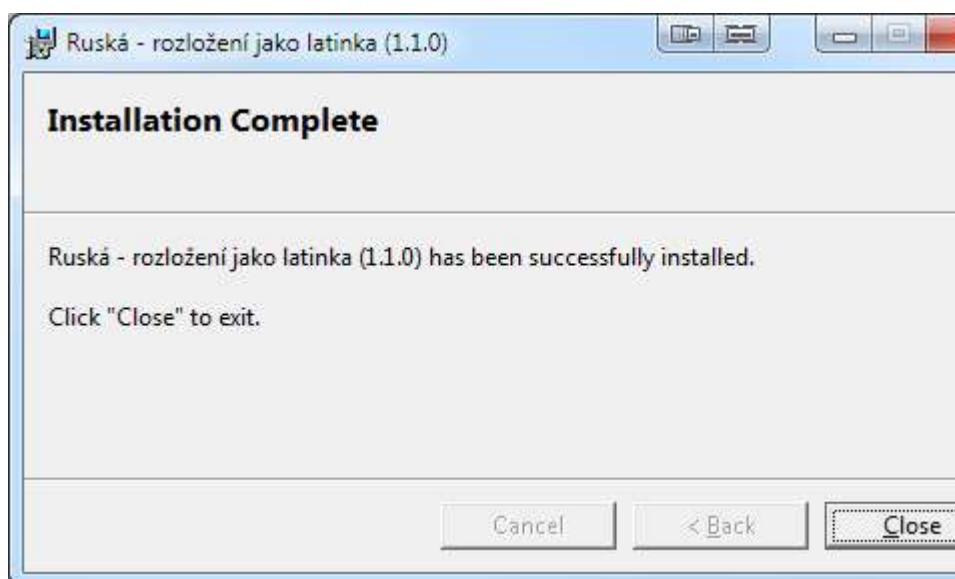 Ruská - rozložení jako latinka (1.1.0)
Installation Complete
Ruská - rozložení jako latinka (1.1.0) has been successfully installed.
Click "Close" to exit.
Cancel
< Back
Close